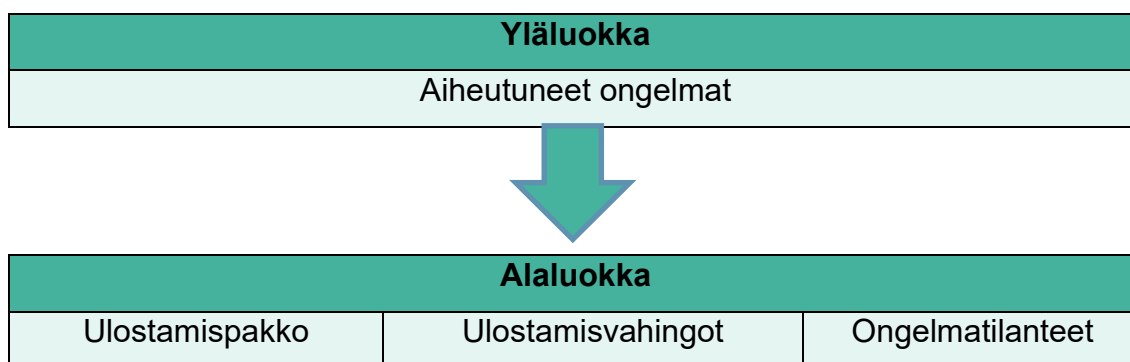 Yläluokka
Aiheutuneet ongelmat
Alaluokka
Ulostamispakko Ulostamisvahingot Ongelmatilanteet